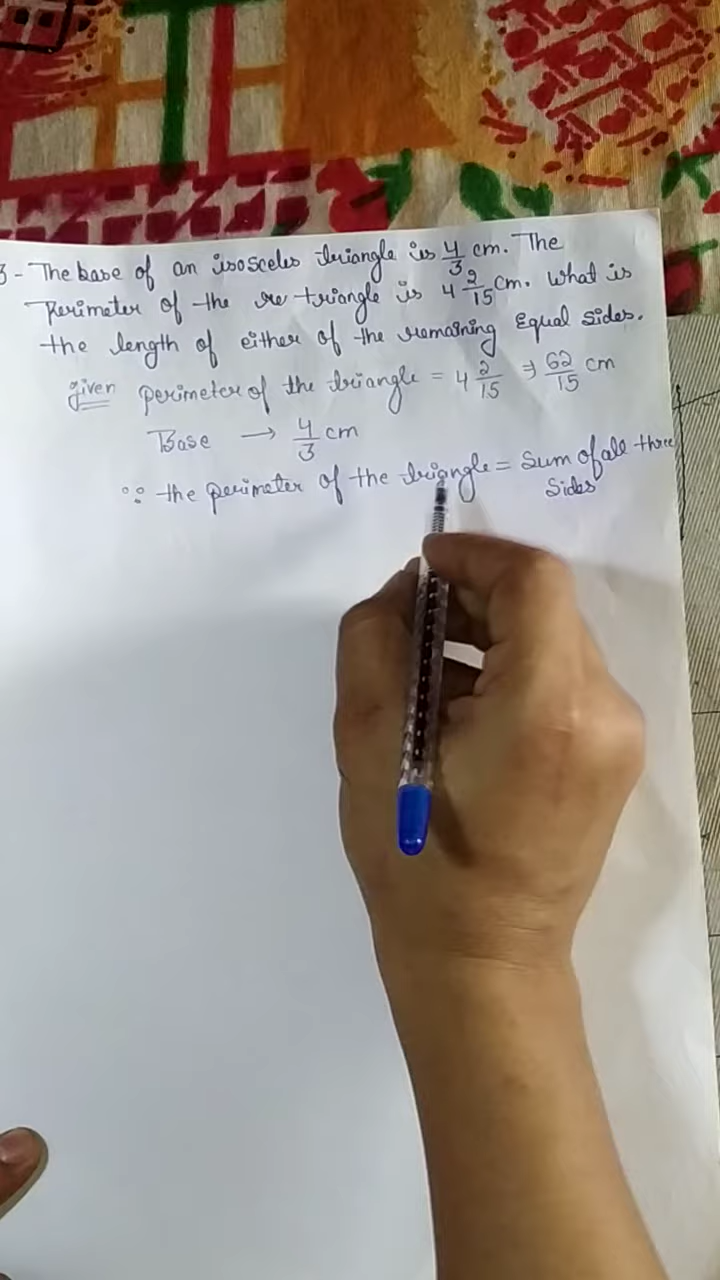 3- The base of an isosceles triangle is 4/3 cm. The
Perimeter of the triangle is 4 2/15 cm. What is
the length of either of the remaining Equal sides.
given perimeter of the triangle = 4 2/15 ⇒ 62/15 cm
Base → 4/3 cm
∵ the perimeter of the triangle = Sum of all three
Sides